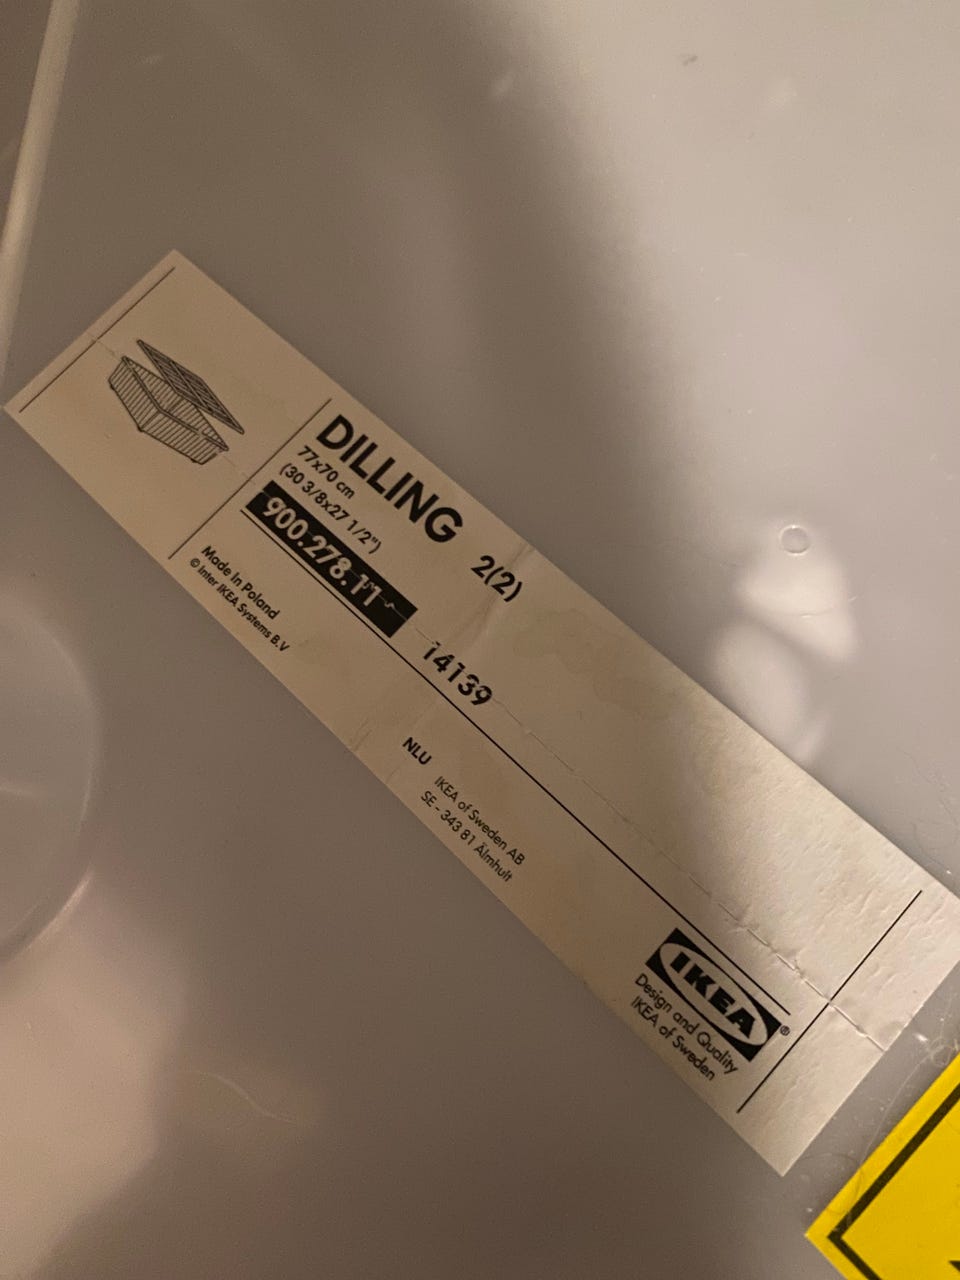 DILLING 2(2)
77x70 cm
(30 3/8x27 1/2")
900.278.11
14139
Made in Poland
© Inter IKEA Systems B.V
NLU
IKEA of Sweden AB
SE - 343 81 Älmhult
IKEA®
Design and Quality
IKEA of Sweden